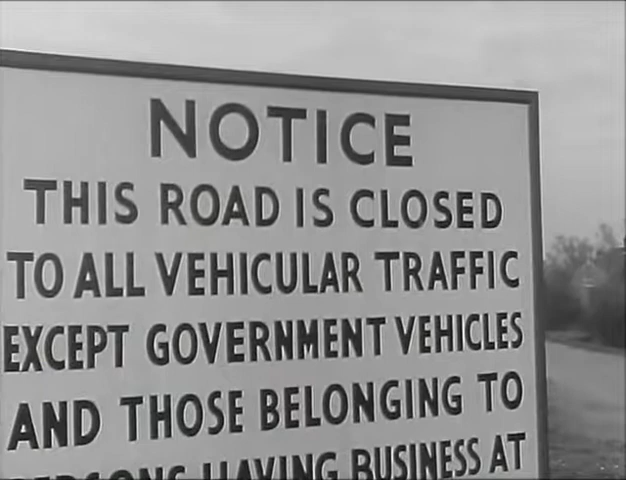 NOTICE
THIS ROAD IS CLOSED
TO ALL VEHICULAR TRAFFIC
EXCEPT GOVERNMENT VEHICLES
AND THOSE BELONGING TO
PERSONS HAVING BUSINESS AT